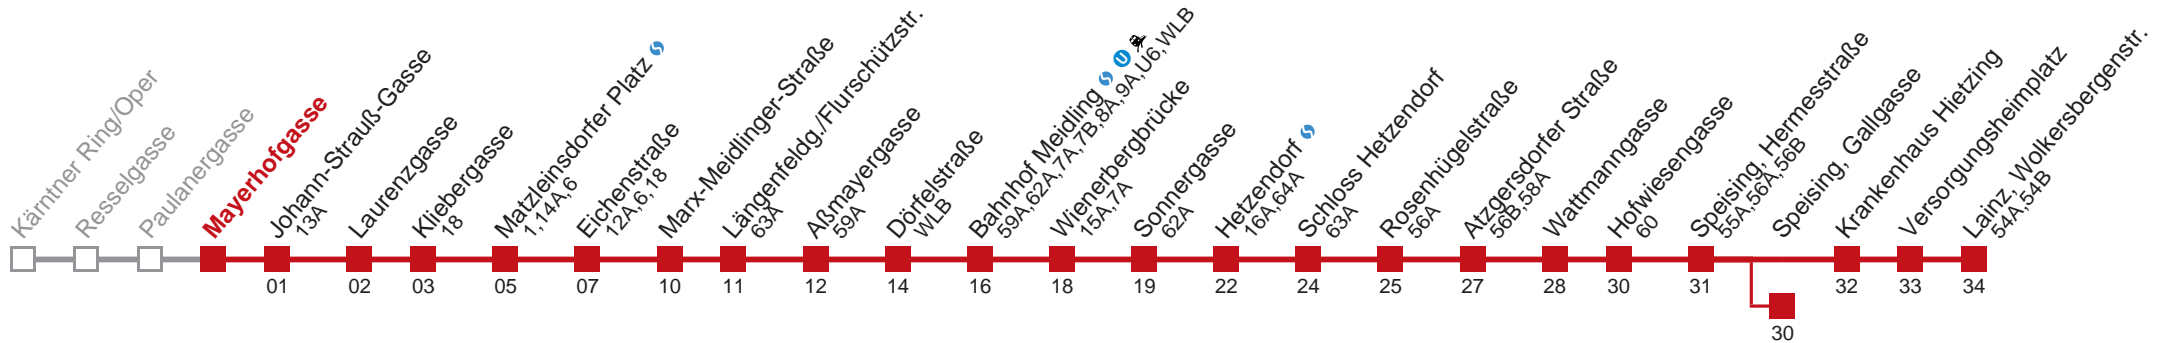 Kärntner Ring/Oper
Resselgasse
Paulanergasse
Mayerhofgasse
Johann-Strauß-Gasse
13A
01
Laurenzgasse
02
Kliebergasse
18
03
Matzleinsdorfer Platz S
1,14A,6
05
Eichenstraße
12A,6,18
07
Marx-Meidlinger-Straße
10
Längenfeldg./Flurschützstr.
63A
11
Aßmayergasse
59A
12
Dörfelstraße
WLB
14
Bahnhof Meidling S U
59A,62A,7A,7B,8A,9A,U6,WLB
16
Wienerbergbrücke
15A,7A
18
Sonnergasse
62A
19
Hetzendorf S
16A,64A
22
Schloss Hetzendorf
63A
24
Rosenhügelstraße
56A
25
Atzgersdorfer Straße
56B,58A
27
Wattmanngasse
28
Hofwiesengasse
60
30
Speising, Hermesstraße
55A,56A,56B
31
Speising, Gallgasse
30
Krankenhaus Hietzing
32
Versorgungsheimplatz
33
Lainz, Wolkersbergenstr.
54A,54B
34